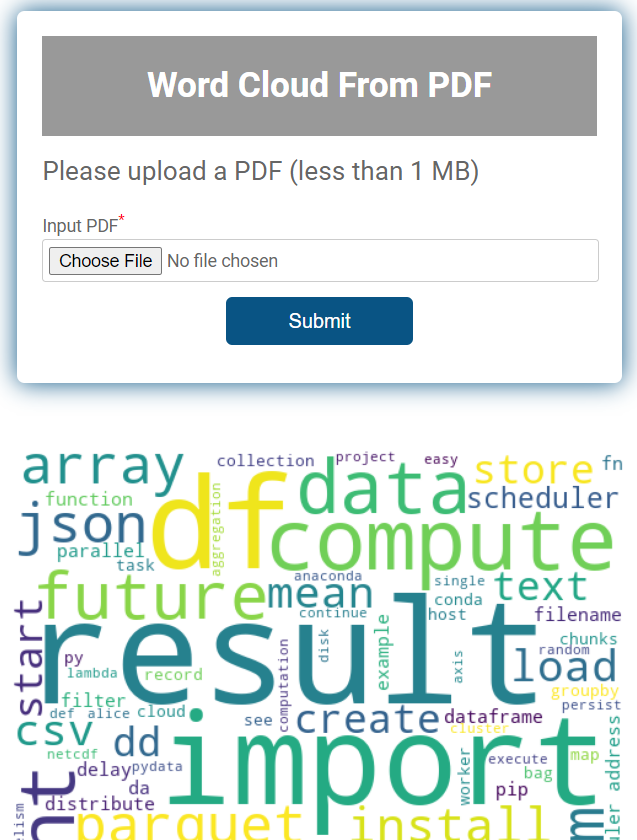 Word Cloud From PDF
Please upload a PDF (less than 1 MB)
Input PDF*
Choose File No file chosen
Submit
array
collection
project
easy
store
fn
function
df
data
scheduler
json
aggregation
compute
parallel
task
future
anaconda
mean
single
text
conda
continue
host
filename
start
result
disk
example
chunks
random
py
lambda
record
computation
axis
load
groupby
filter
persist
def
alice
cloud
csv
see
create
dataframe
cluster
dd
import
netcdf
delay
pydata
worker
execute
map
bag
address
da
pip
distribute
parquet
install